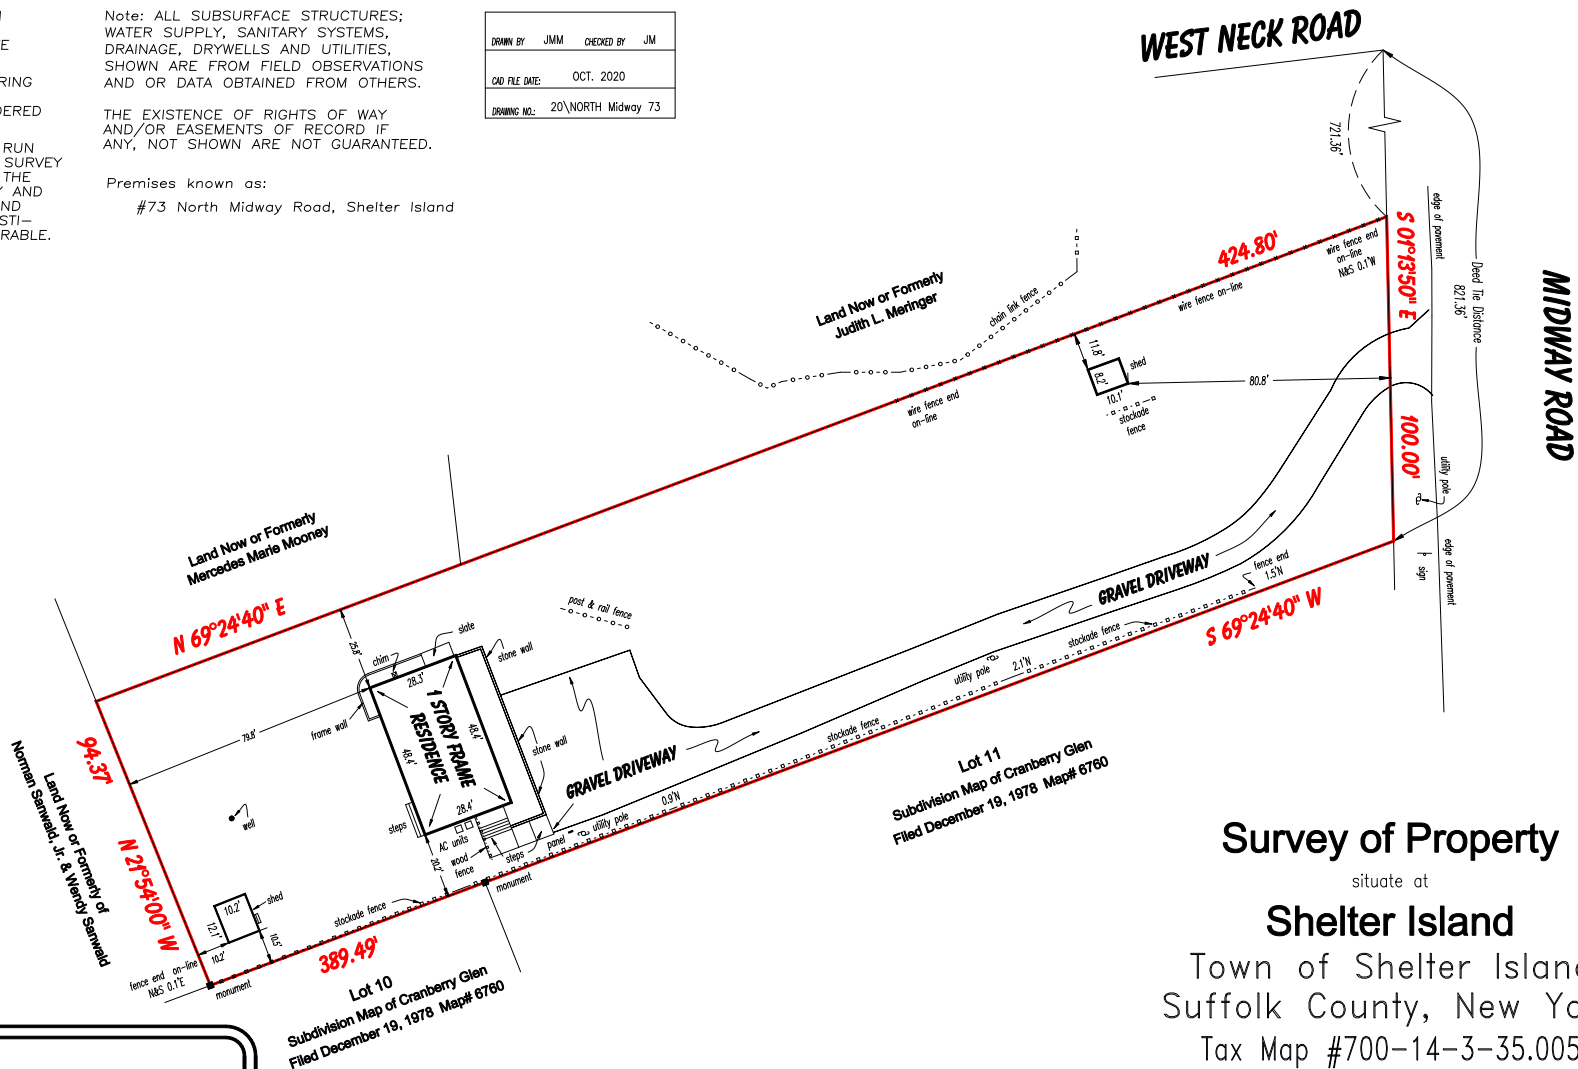 RING
DERED
RUN
SURVEY
THE
AND
STI-
RABLE.
Note: ALL SUBSURFACE STRUCTURES;
WATER SUPPLY, SANITARY SYSTEMS,
DRAINAGE, DRYWELLS AND UTILITIES,
SHOWN ARE FROM FIELD OBSERVATIONS
AND OR DATA OBTAINED FROM OTHERS.
THE EXISTENCE OF RIGHTS OF WAY
AND/OR EASEMENTS OF RECORD IF
ANY, NOT SHOWN ARE NOT GUARANTEED.
Premises known as:
#73 North Midway Road, Shelter Island
DRAWN BY JMM CHECKED BY JM
CAD FILE DATE: OCT. 2020
DRAWING NO.: 20\NORTH Midway 73
WEST NECK ROAD
721.36'
edge of pavement
S 01°13'50" E
Deed Tie Distance
821.36'
MIDWAY ROAD
424.80'
wire fence end
on-line
N&S 0.1'W
wire fence on-line
Land Now or Formerly
Judith L. Meringer
chain link fence
11.8'
8.2'
shed
10.1'
80.8'
stockade
fence
wire fence end
on-line
100.00'
utility pole
edge of pavement
sign
Land Now or Formerly
Mercedes Marie Mooney
N 69°24'40" E
25.8'
post & rail fence
slate
stone wall
chim
28.3'
1 STORY FRAME
RESIDENCE
48.4'
48.4'
28.4'
frame wall
79.8'
stone wall
GRAVEL DRIVEWAY
GRAVEL DRIVEWAY
fence end
1.5'N
S 69°24'40" W
stockade fence
2.1'N
utility pole
stockade fence
0.9'N
utility pole
panel
steps
AC units
wood
fence
steps
20.2'
monument
94.37'
N 21°54'00" W
Land Now or Formerly of
Norman Sanwald, Jr. & Wendy Sanwald
well
shed
10.2'
12.1'
10.2'
10.5'
stockade fence
fence end on-line
N&S 0.1'E
monument
389.49'
Lot 10
Subdivision Map of Cranberry Glen
Filed December 19, 1978 Map# 6760
Lot 11
Subdivision Map of Cranberry Glen
Filed December 19, 1978 Map# 6760
Survey of Property
situate at
Shelter Island
Town of Shelter Island
Suffolk County, New Yo
Tax Map #700-14-3-35.005